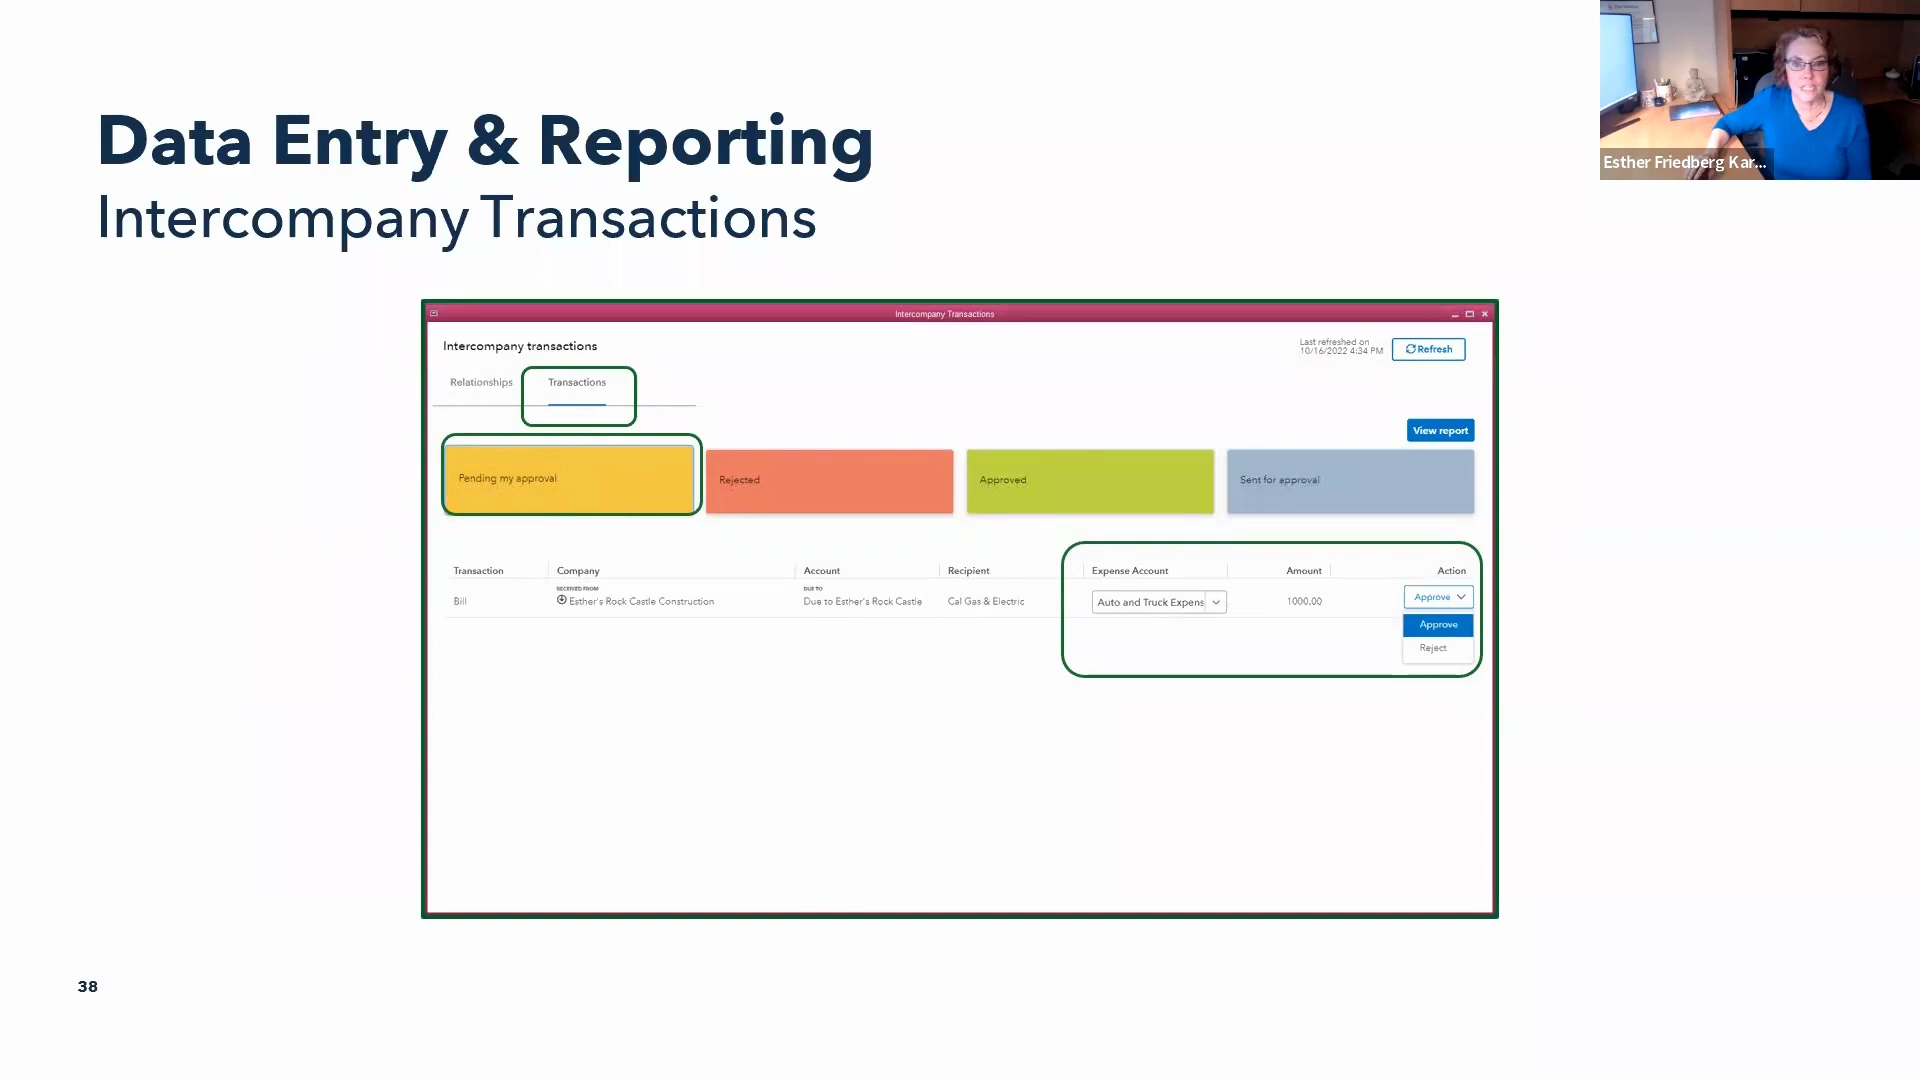 Data Entry & Reporting
Intercompany Transactions
Esther Friedberg Kar...
Intercompany Transactions
Intercompany transactions
Last refreshed on
10/16/2022 4:34 PM
Refresh
Relationships
Transactions
View report
Pending my approval
Rejected
Approved
Sent for approval
Transaction
Company
Account
Recipient
Expense Account
Amount
Action
RECEIVED FROM
DUE TO
Bill
Esther's Rock Castle Construction
Due to Esther's Rock Castle
Cal Gas & Electric
Auto and Truck Expens
1000.00
Approve
Approve
Reject
38